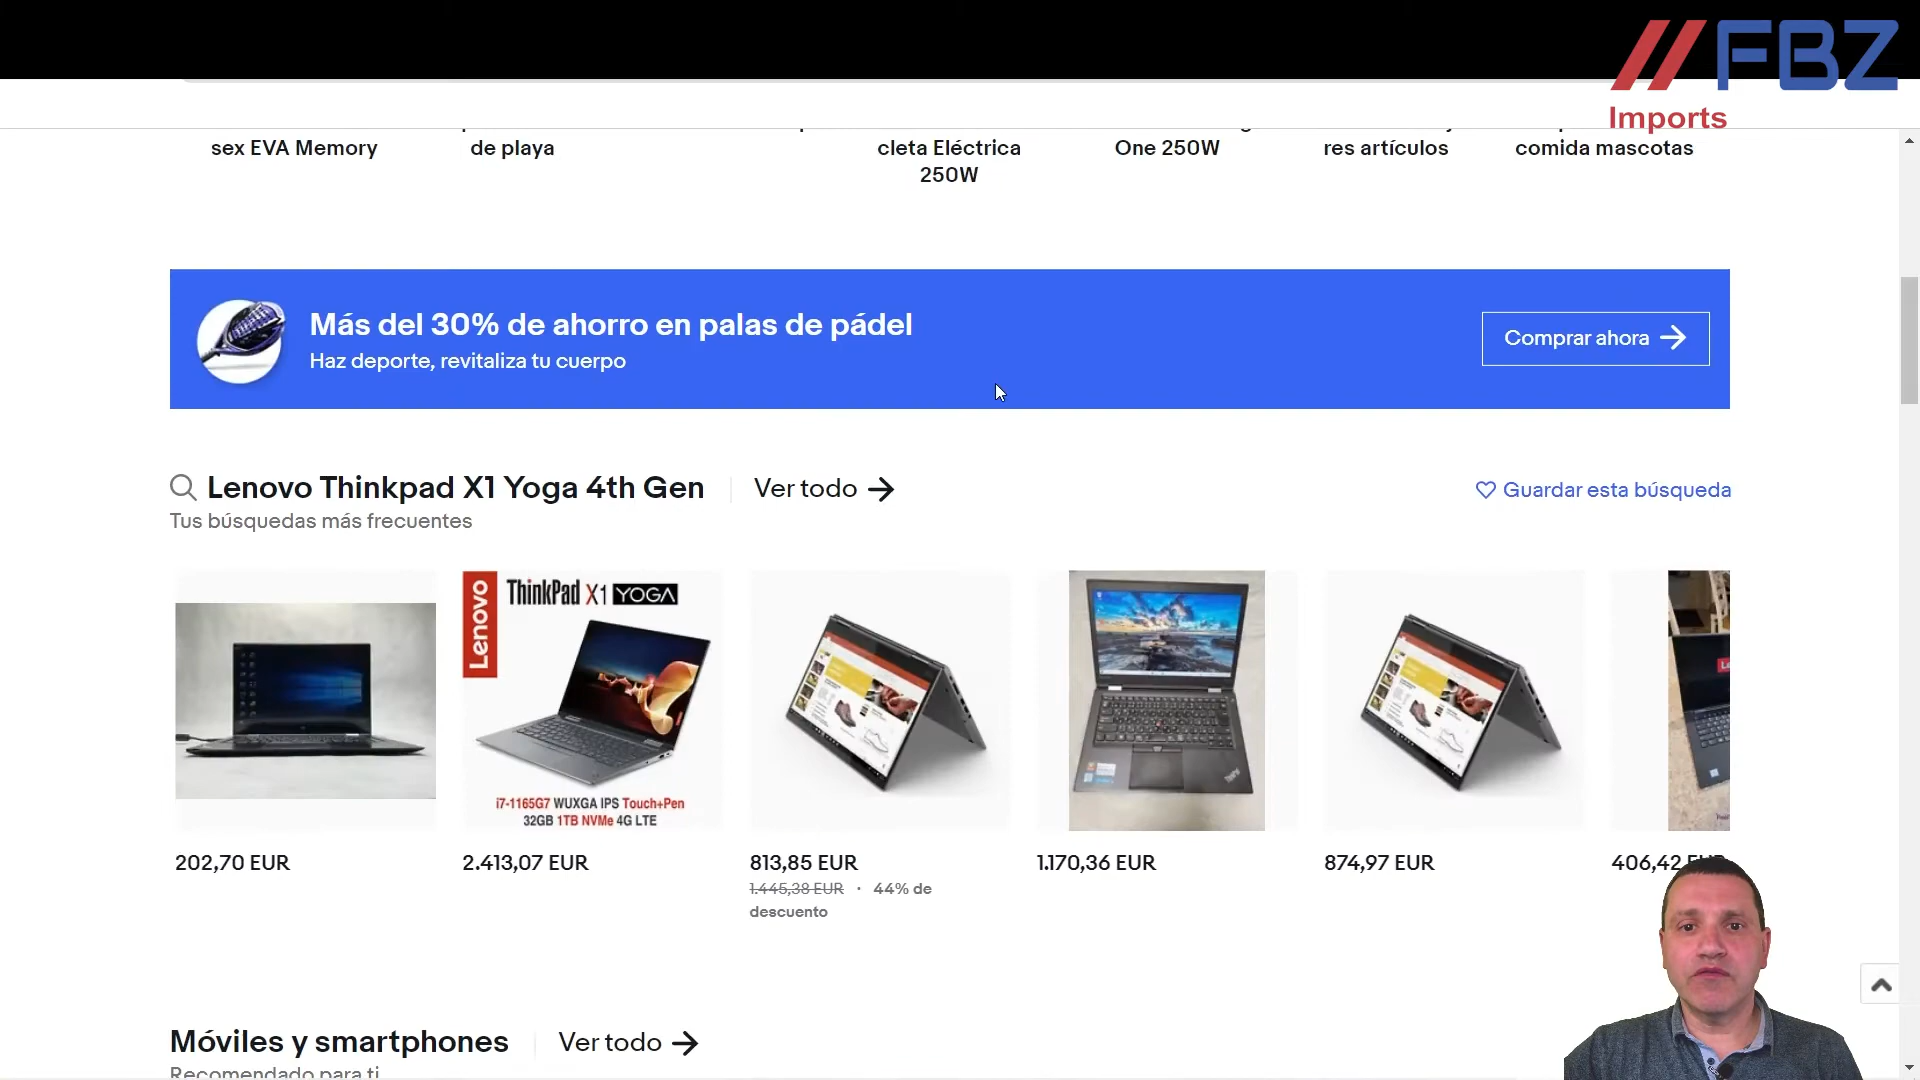 FBZ
Imports
sex EVA Memory
de playa
cleta Eléctrica
250W
One 250W
res artículos
comida mascotas
Más del 30% de ahorro en palas de pádel
Haz deporte, revitaliza tu cuerpo
Comprar ahora
Lenovo Thinkpad X1 Yoga 4th Gen
Ver todo
Guardar esta búsqueda
Tus búsquedas más frecuentes
Lenovo
ThinkPad X1 YOGA
i7-1165G7 WUXGA IPS Touch+Pen
32GB 1TB NVMe 4G LTE
202,70 EUR
2.413,07 EUR
813,85 EUR
1.445,38 EUR · 44% de
descuento
1.170,36 EUR
874,97 EUR
406,42 EUR
Móviles y smartphones
Ver todo
Recomendado para ti